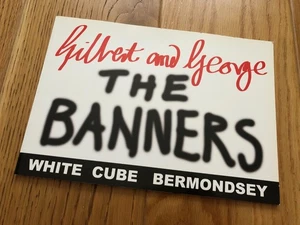 Gilbert and George
THE
BANNERS
WHITE CUBE BERMONDSEY